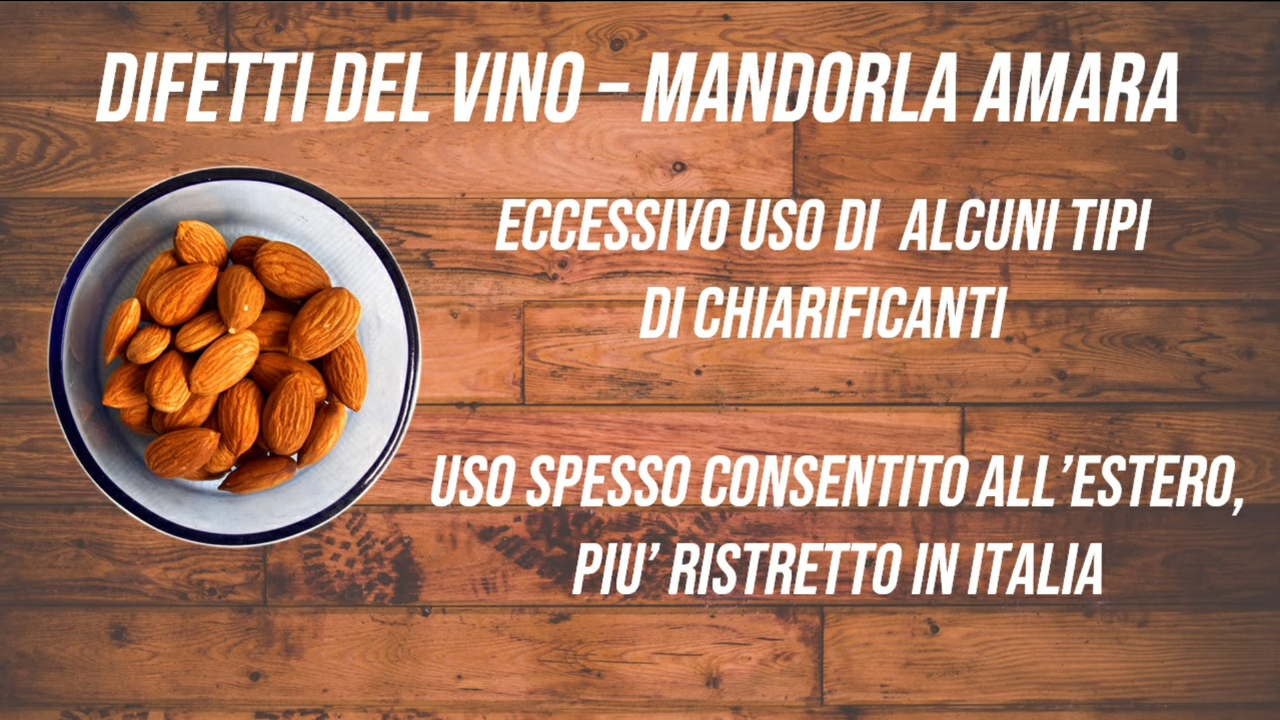 DIFETTI DEL VINO – MANDORLA AMARA
ECCESSIVO USO DI ALCUNI TIPI
DI CHIARIFICANTI
USO SPESSO CONSENTITO ALL’ESTERO,
PIU’ RISTRETTO IN ITALIA